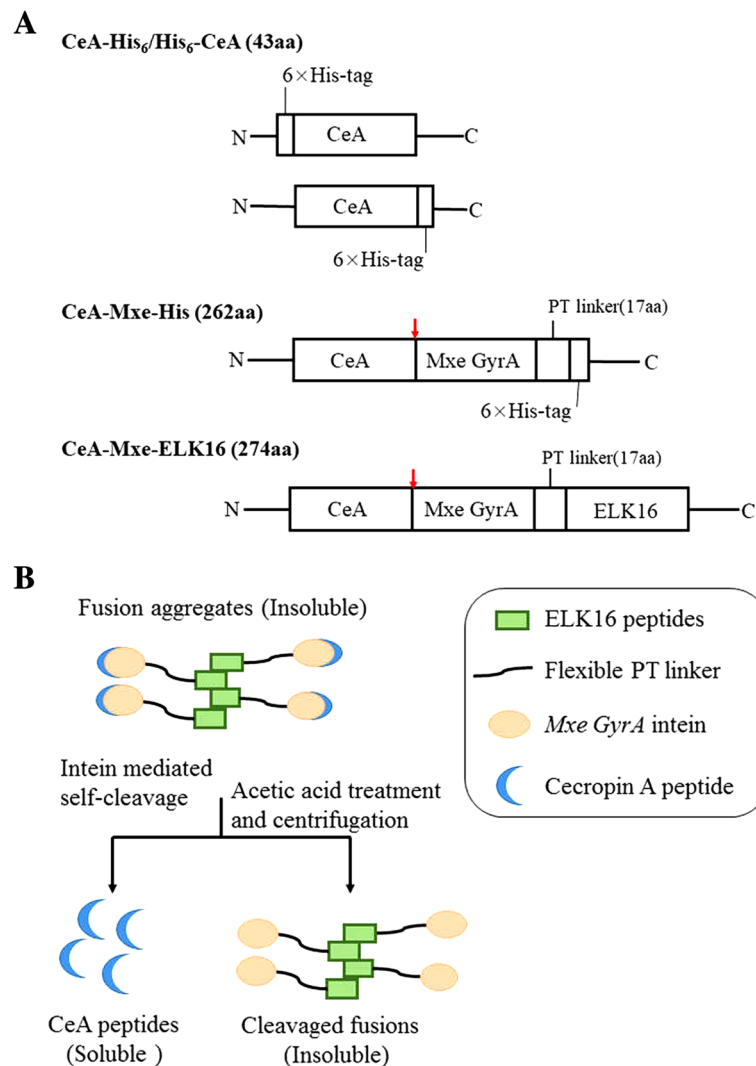 A
CeA-His6/His6-CeA (43aa)
6×His-tag
N
CeA
C
N
CeA
C
6×His-tag
CeA-Mxe-His (262aa)
PT linker(17aa)
N
CeA
Mxe GyrA
C
6×His-tag
CeA-Mxe-ELK16 (274aa)
PT linker(17aa)
N
CeA
Mxe GyrA
ELK16
C
B
Fusion aggregates (Insoluble)
Intein mediated
self-cleavage
Acetic acid treatment
and centrifugation
CeA peptides
(Soluble )
Cleavaged fusions
(Insoluble)
ELK16 peptides
Flexible PT linker
Mxe GyrA intein
Cecropin A peptide